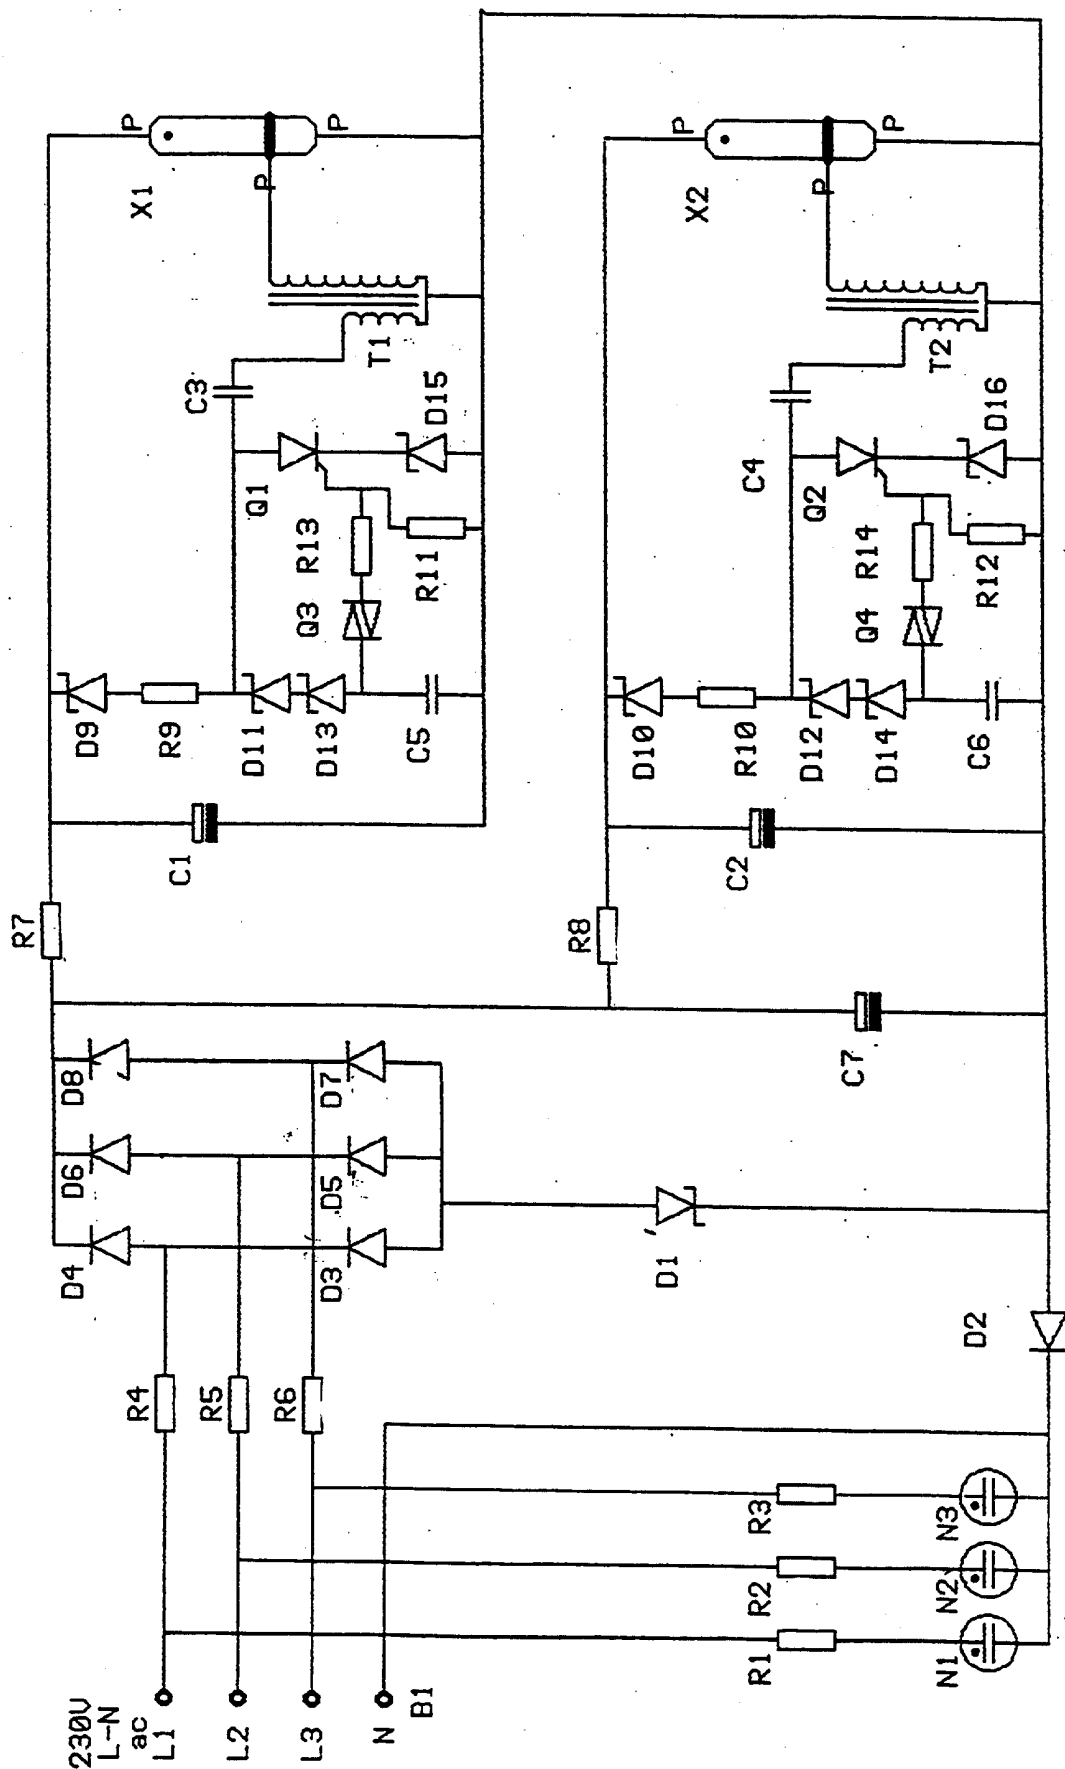 230V
L-N
ac
L1
L2
L3
N
B1
R1
R2
R3
N1
N2
N3
R4
R5
R6
D2
D4
D6
D8
D3
D5
D7
D1
C7
R7
R8
C1
D9
R9
D11
D13
C5
Q3
R13
R11
Q1
C3
D15
T1
X1
P
P
P
C2
D10
R10
D12
D14
C6
Q4
R14
R12
Q2
C4
D16
T2
X2
P
P
P